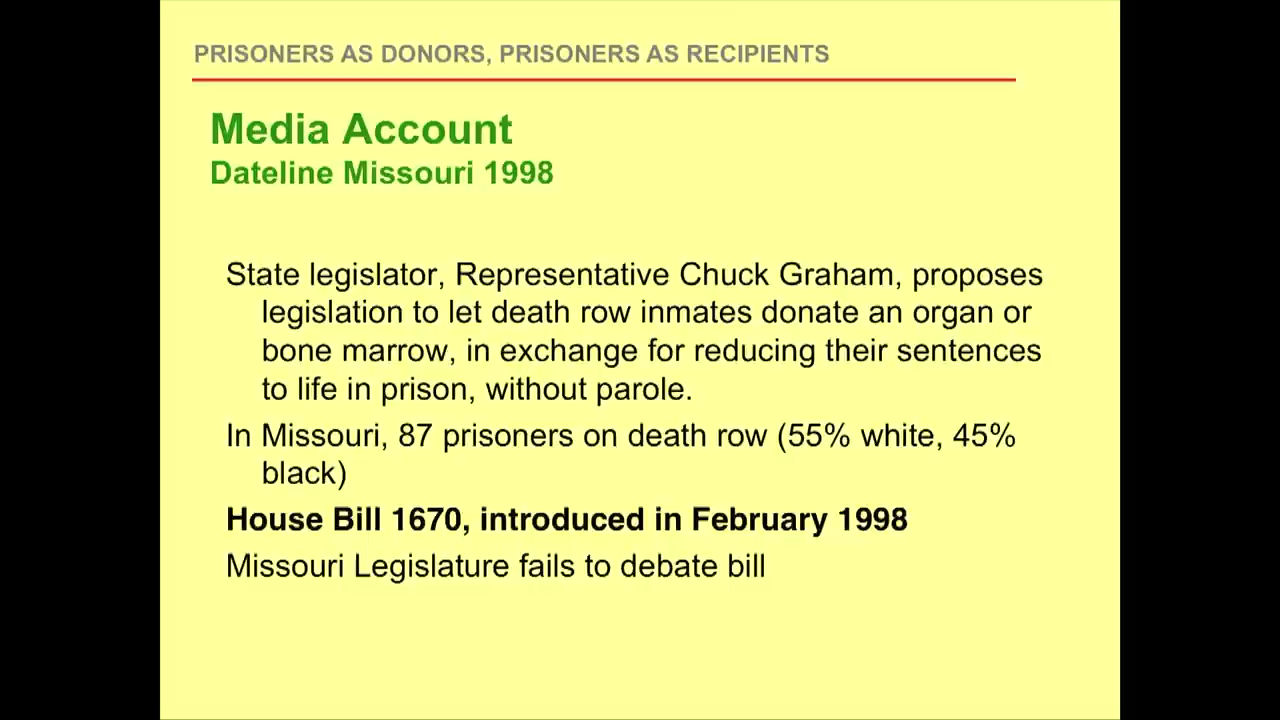 PRISONERS AS DONORS, PRISONERS AS RECIPIENTS
Media Account
Dateline Missouri 1998
State legislator, Representative Chuck Graham, proposes
legislation to let death row inmates donate an organ or
bone marrow, in exchange for reducing their sentences
to life in prison, without parole.
In Missouri, 87 prisoners on death row (55% white, 45%
black)
House Bill 1670, introduced in February 1998
Missouri Legislature fails to debate bill